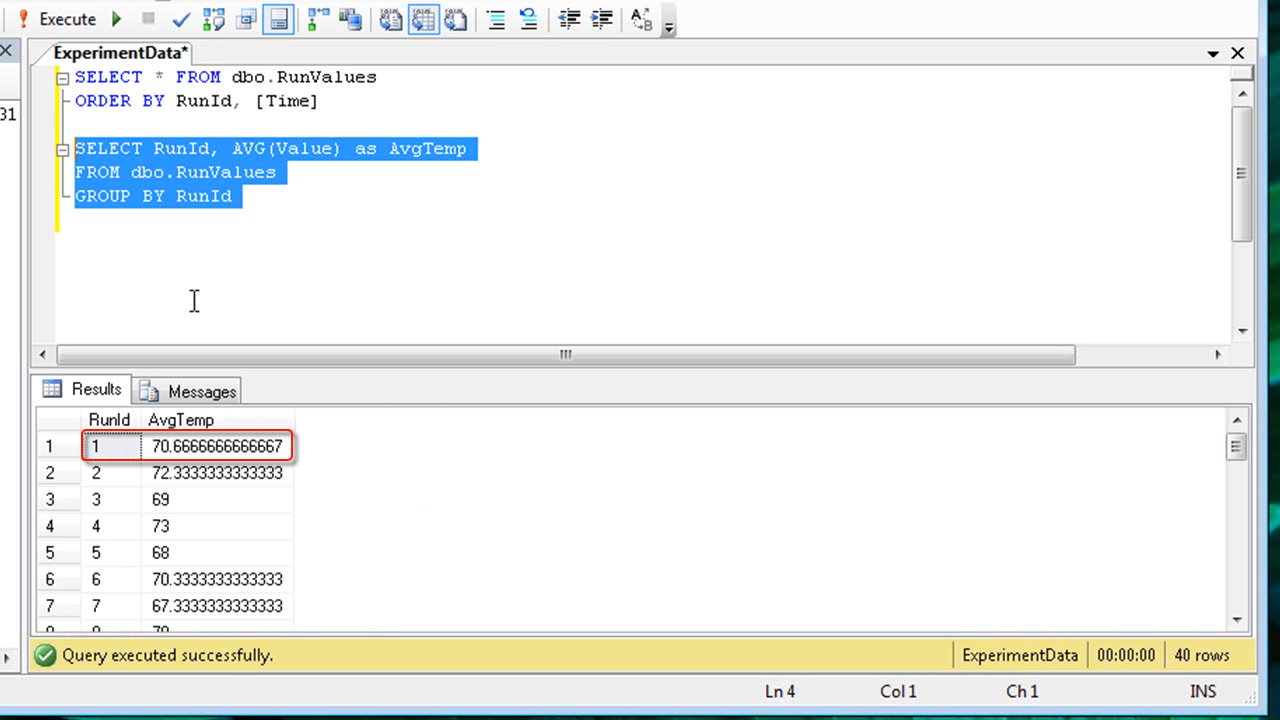 Execute
31
ExperimentData*
SELECT * FROM dbo.RunValues
ORDER BY RunId, [Time]
SELECT RunId, AVG(Value) as AvgTemp
FROM dbo.RunValues
GROUP BY RunId
Results Messages
RunId AvgTemp
1 1 70.6666666666667
2 2 72.3333333333333
3 3 69
4 4 73
5 5 68
6 6 70.3333333333333
7 7 67.3333333333333
Query executed successfully. ExperimentData 00:00:00 40 rows
Ln 4 Col 1 Ch 1 INS